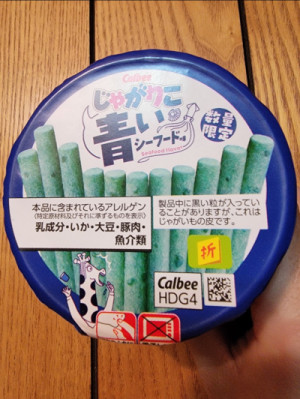 Calbee
じゃがりこ
青いのシーフード味
Seafood flavor
数量
限定
本品に含まれているアレルゲン
(特定原材料及びそれに準ずるものを表示)
乳成分・いか・大豆・豚肉・
魚介類
製品中に黒い粒が入っている
ることがありますが、これは
じゃがいもの皮です。
折
Calbee
HDG4